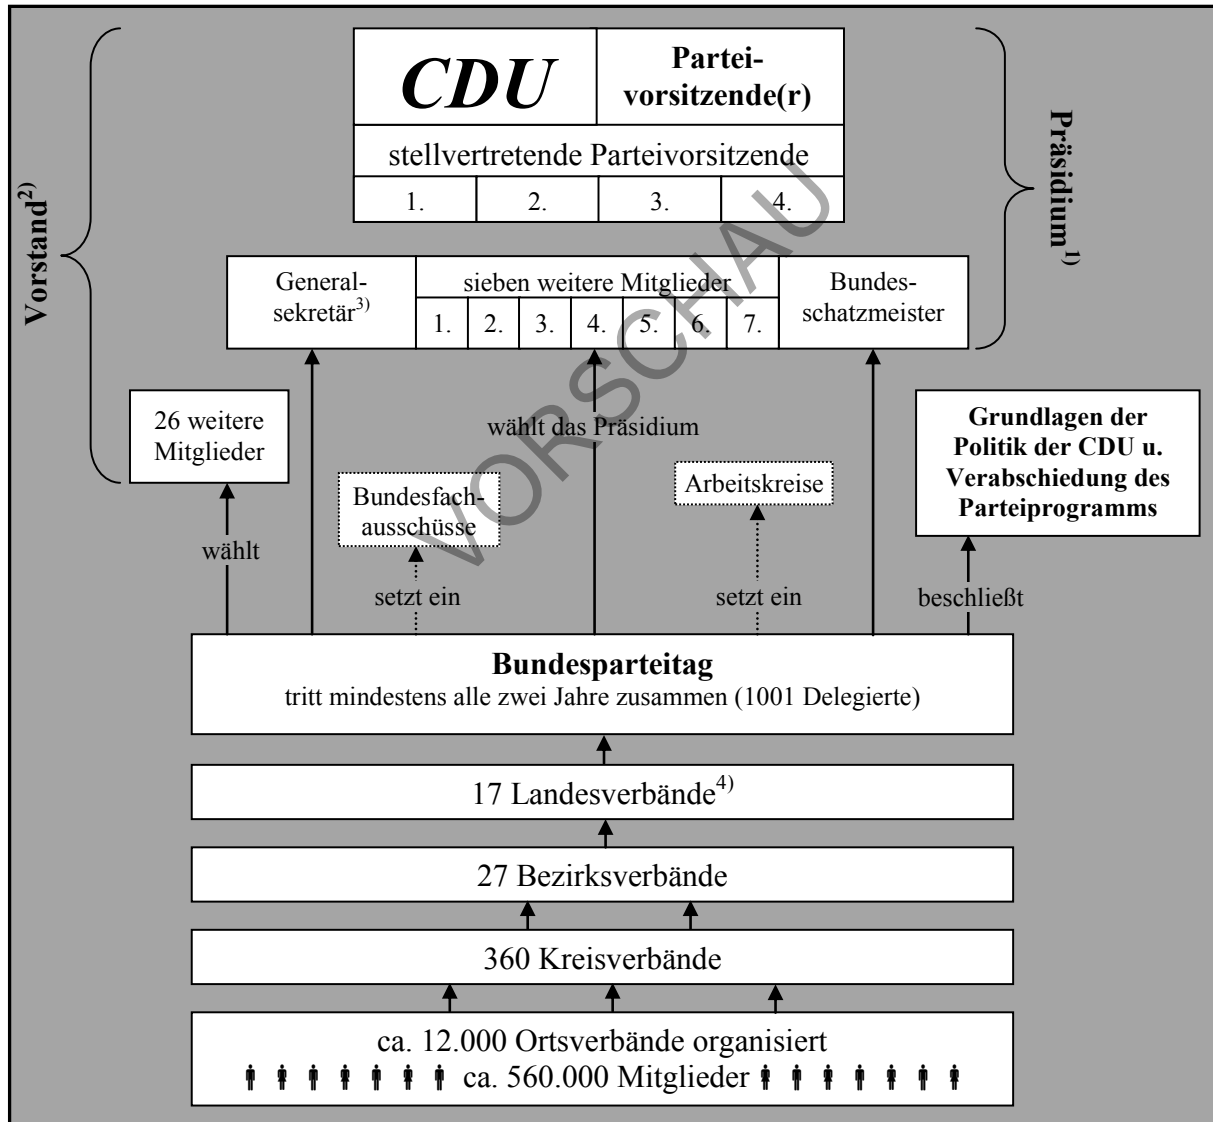 CDU
Partei-
vorsitzende(r)
stellvertretende Parteivorsitzende
1. 2. 3. 4.
Vorstand2)
Präsidium1)
General-
sekretär3)
sieben weitere Mitglieder
1. 2. 3. 4. 5. 6. 7.
Bundes-
schatzmeister
26 weitere
Mitglieder
wählt das Präsidium
Grundlagen der
Politik der CDU u.
Verabschiedung des
Parteiprogramms
Bundesfach-
ausschüsse
Arbeitskreise
wählt
setzt ein
setzt ein
beschließt
Bundesparteitag
tritt mindestens alle zwei Jahre zusammen (1001 Delegierte)
17 Landesverbände4)
27 Bezirksverbände
360 Kreisverbände
ca. 12.000 Ortsverbände organisiert
ca. 560.000 Mitglieder
VORSCHAU